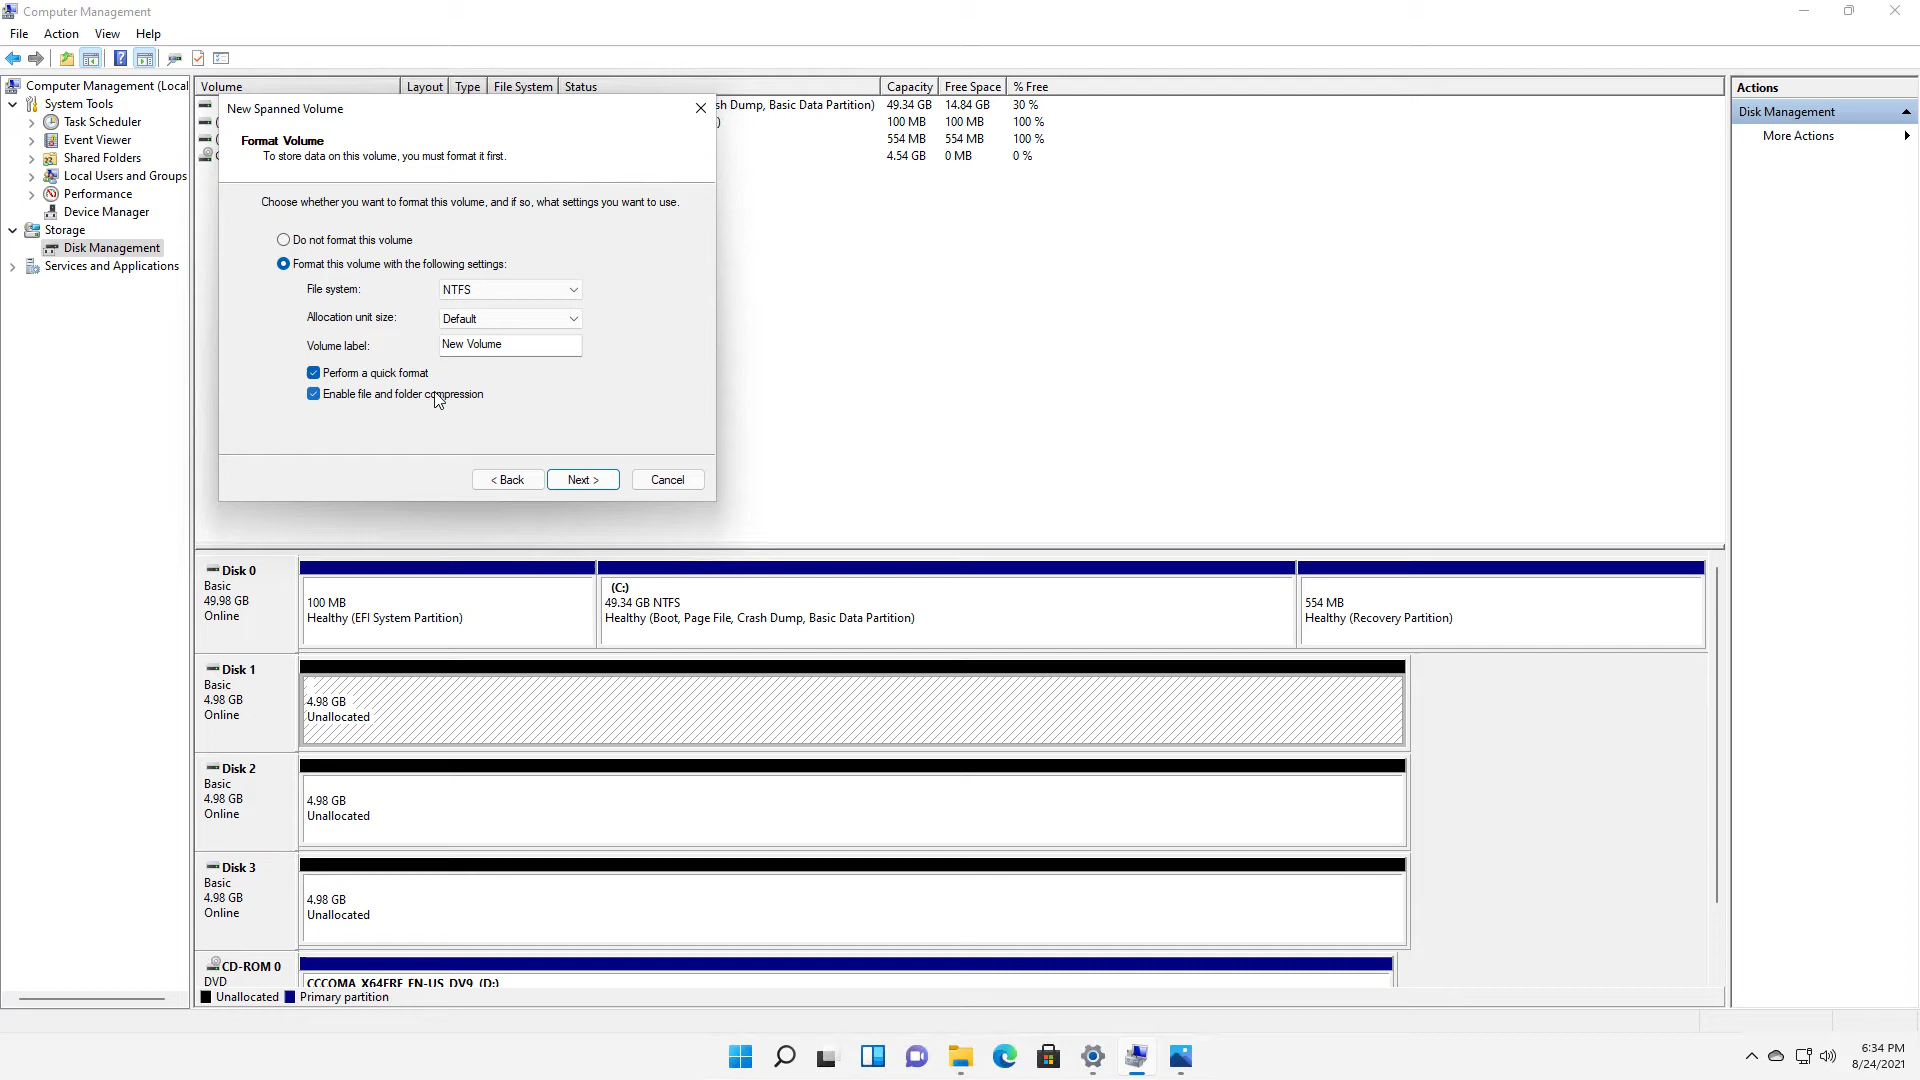 Computer Management
File Action View Help
Computer Management (Local
System Tools
Task Scheduler
Event Viewer
Shared Folders
Local Users and Groups
Performance
Device Manager
Storage
Disk Management
Services and Applications
Volume Layout Type File System Status Capacity Free Space % Free
sh Dump, Basic Data Partition) 49.34 GB 14.84 GB 30 %
( ) 100 MB 100 MB 100 %
( 554 MB 554 MB 100 %
4.54 GB 0 MB 0 %
New Spanned Volume
Format Volume
To store data on this volume, you must format it first.
Choose whether you want to format this volume, and if so, what settings you want to use.
Do not format this volume
Format this volume with the following settings:
File system: NTFS
Allocation unit size: Default
Volume label: New Volume
Perform a quick format
Enable file and folder compression
< Back Next > Cancel
Actions
Disk Management
More Actions
Disk 0
Basic
49.98 GB
Online
100 MB
Healthy (EFI System Partition)
(C:)
49.34 GB NTFS
Healthy (Boot, Page File, Crash Dump, Basic Data Partition)
554 MB
Healthy (Recovery Partition)
Disk 1
Basic
4.98 GB
Online
4.98 GB
Unallocated
Disk 2
Basic
4.98 GB
Online
4.98 GB
Unallocated
Disk 3
Basic
4.98 GB
Online
4.98 GB
Unallocated
CD-ROM 0
DVD
CCCOMA_X64FRE_EN-US_DV9 (D:)
Unallocated Primary partition
6:34 PM
8/24/2021